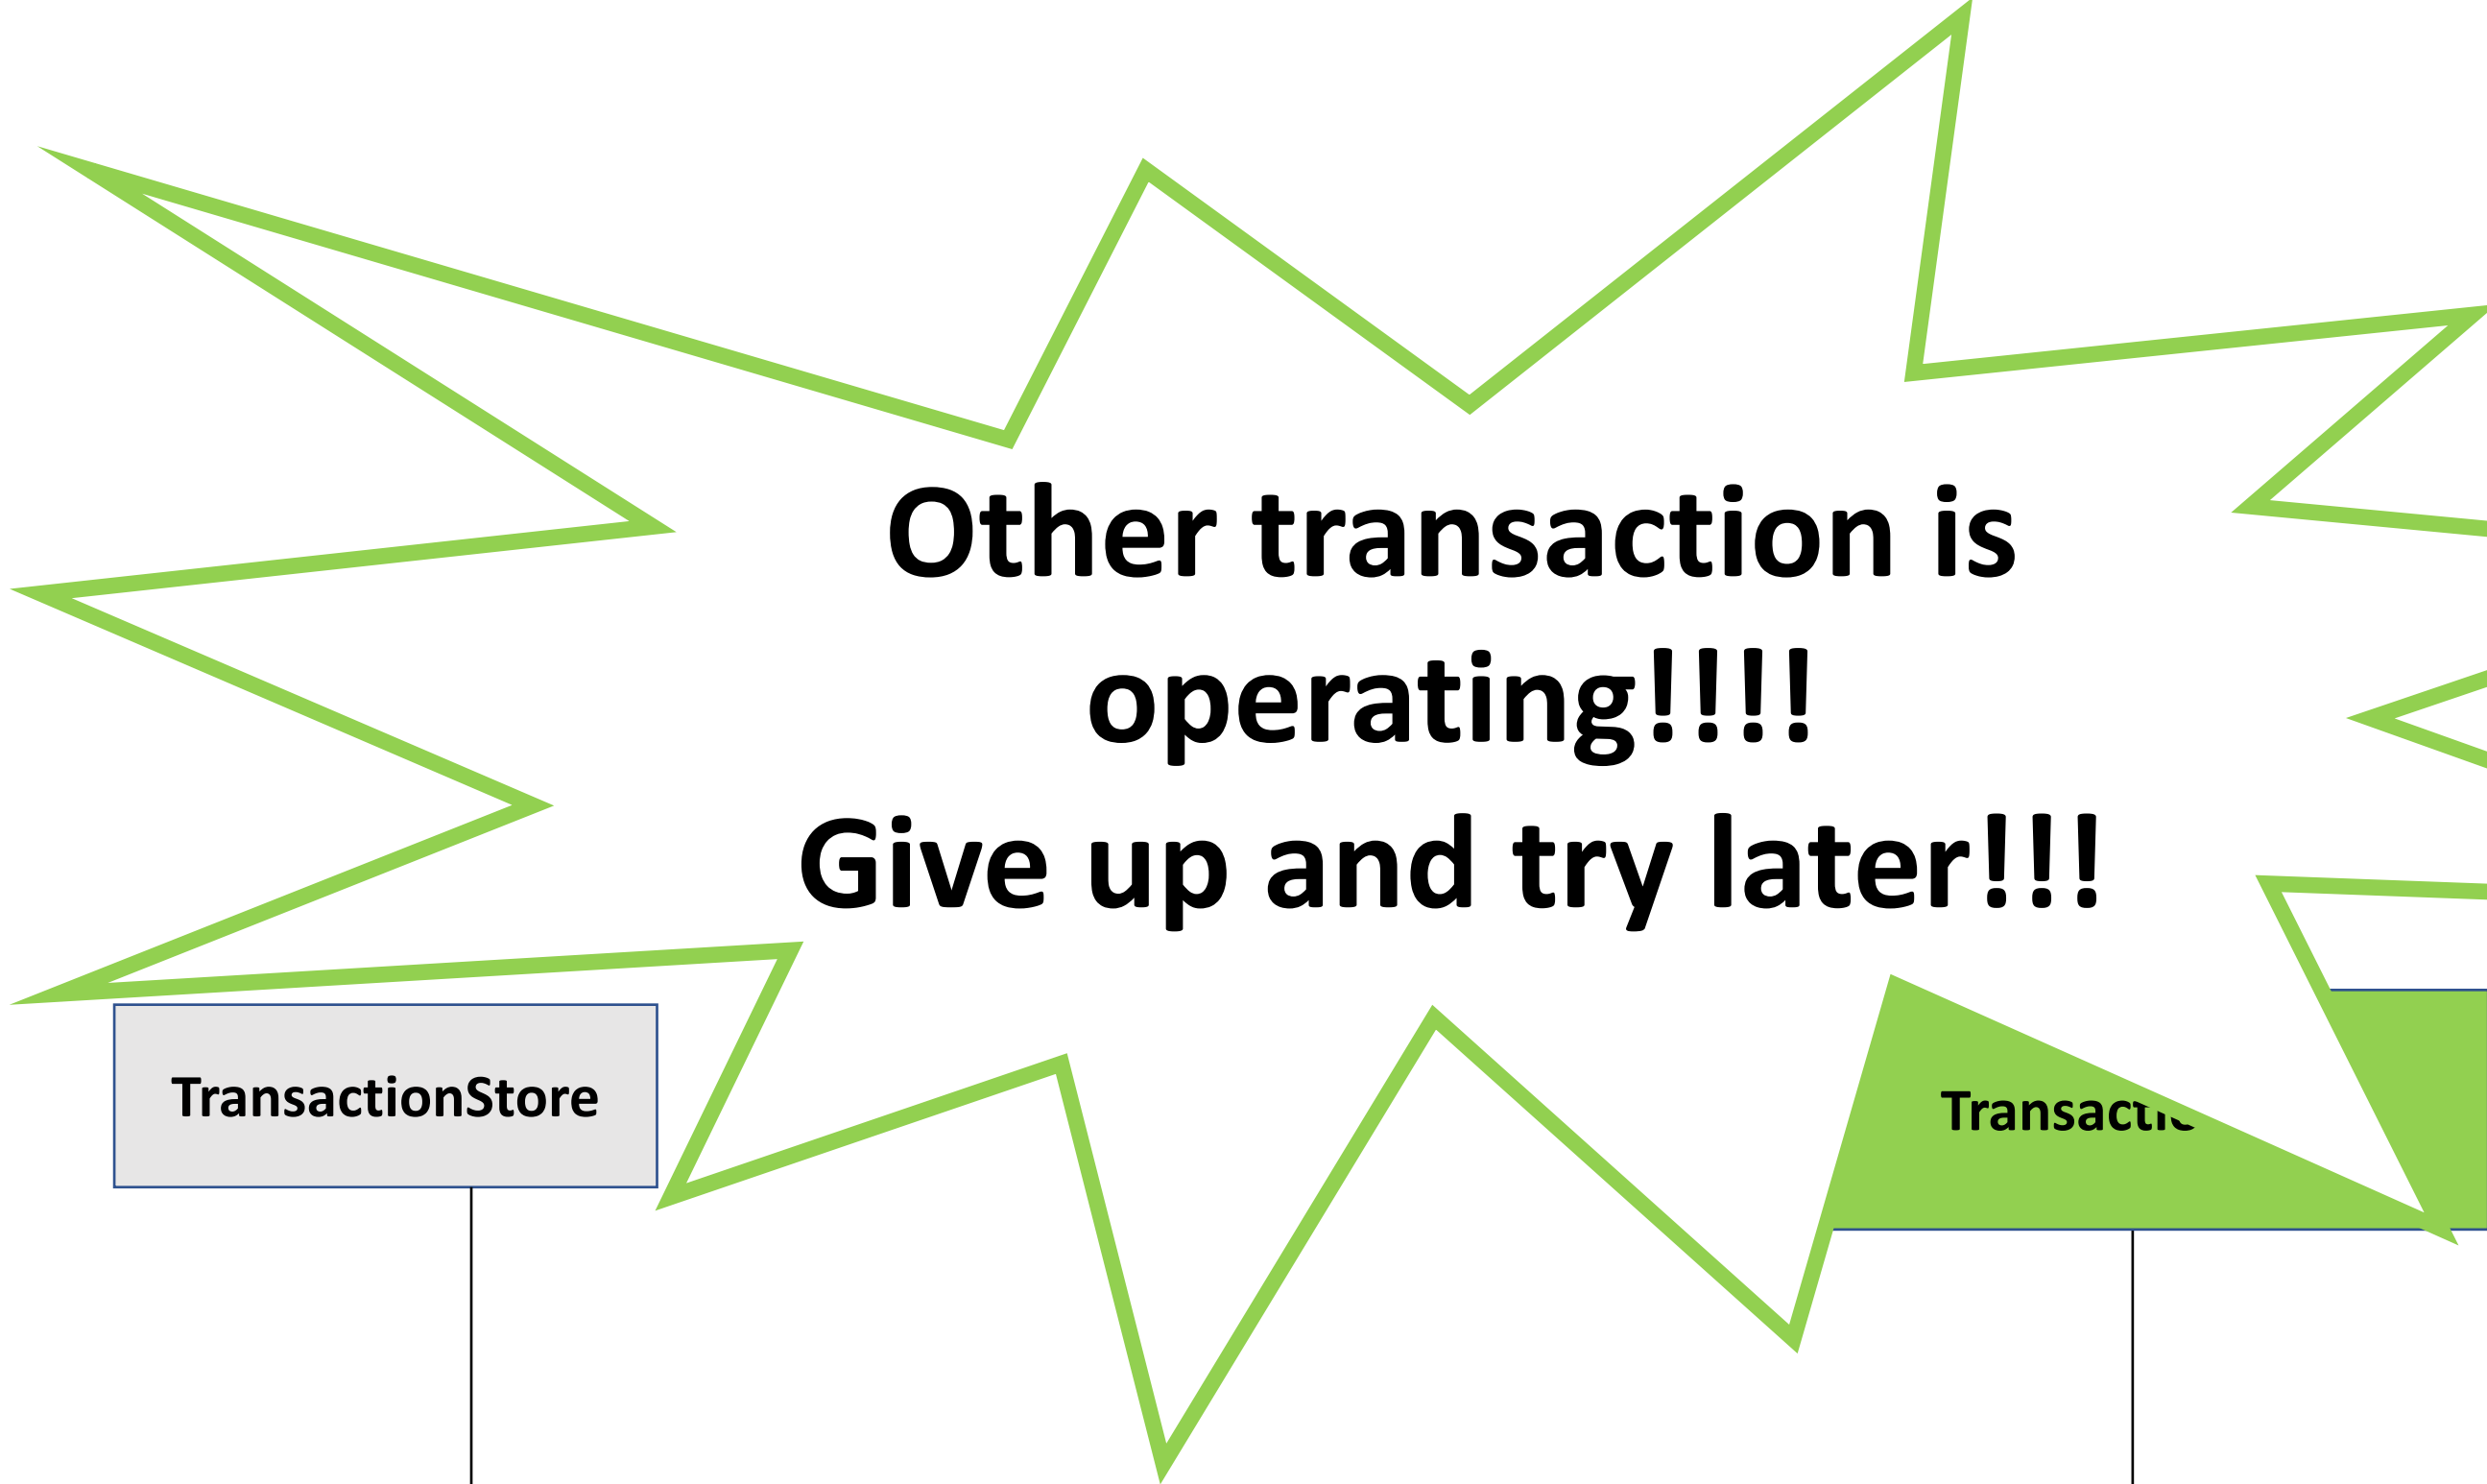 Other transaction is
operating!!!!
Give up and try later!!!
TransactionStore